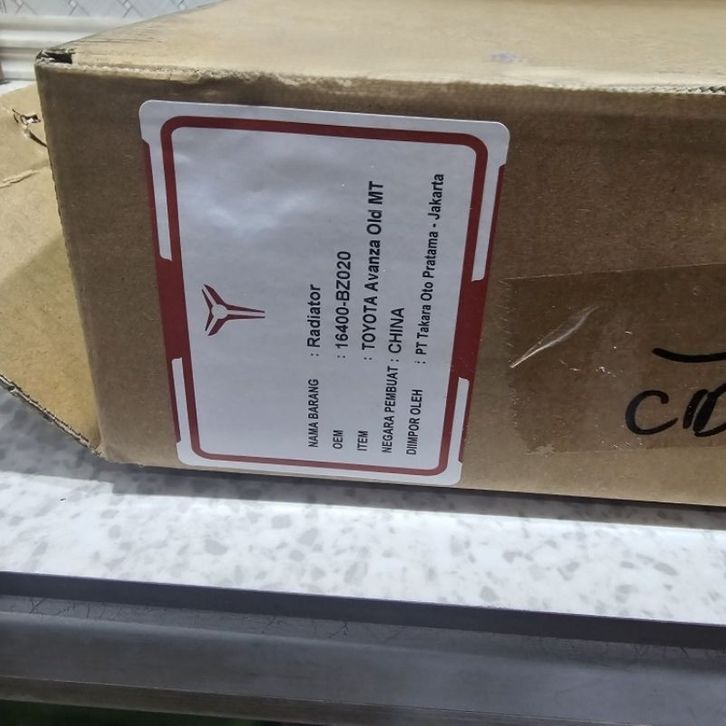 NAMA BARANG : Radiator
OEM : 16400-BZ020
ITEM : TOYOTA Avanza Old MT
NEGARA PEMBUAT : CHINA
DIIMPOR OLEH : PT Takara Oto Pratama - Jakarta